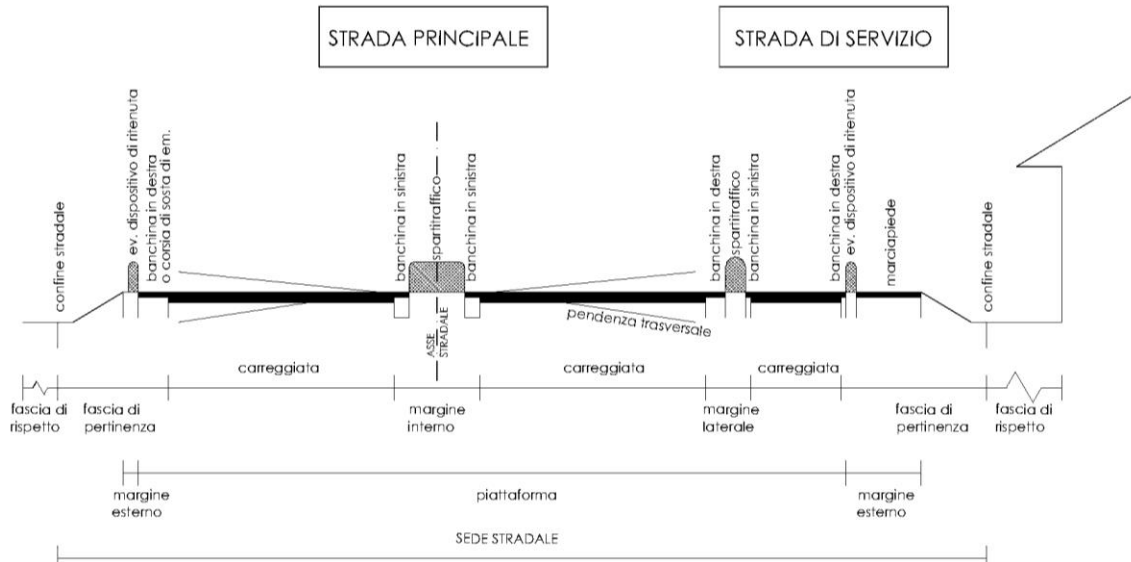 STRADA PRINCIPALE
STRADA DI SERVIZIO
confine stradale
ev. dispositivo di ritenuta
banchina in destra
o corsia di sosta di em.
banchina in sinistra
spartitraffico
banchina in sinistra
banchina in destra
spartitraffico
banchina in sinistra
banchina in destra
ev. dispositivo di ritenuta
marciapiede
confine stradale
ASSE
STRADALE
pendenza trasversale
carreggiata
carreggiata
carreggiata
fascia di
rispetto
fascia di
pertinenza
margine
interno
margine
laterale
fascia di
pertinenza
fascia di
rispetto
margine
esterno
piattaforma
margine
esterno
SEDE STRADALE